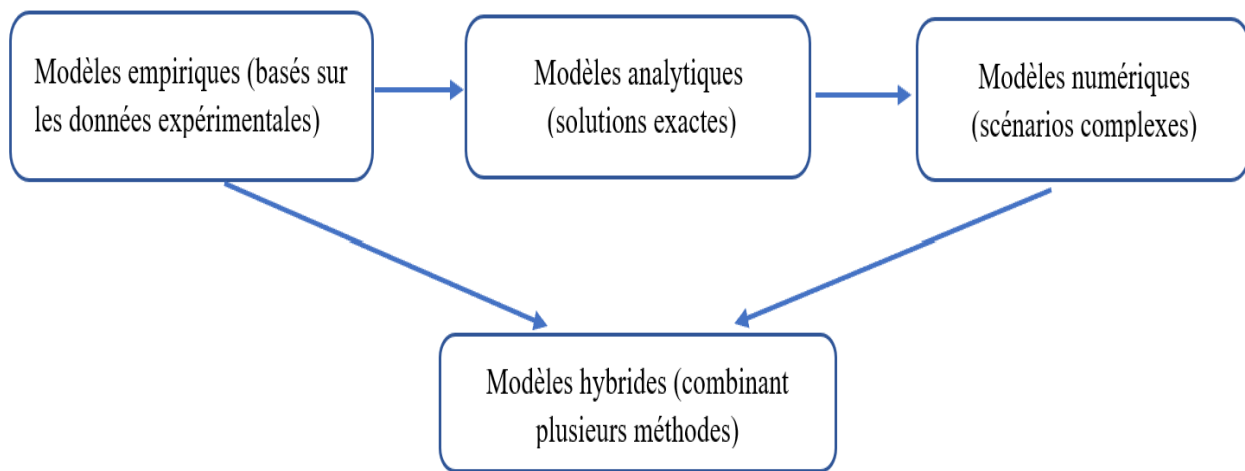 Modèles empiriques (basés sur
les données expérimentales)
Modèles analytiques
(solutions exactes)
Modèles numériques
(scénarios complexes)
Modèles hybrides (combinant
plusieurs méthodes)